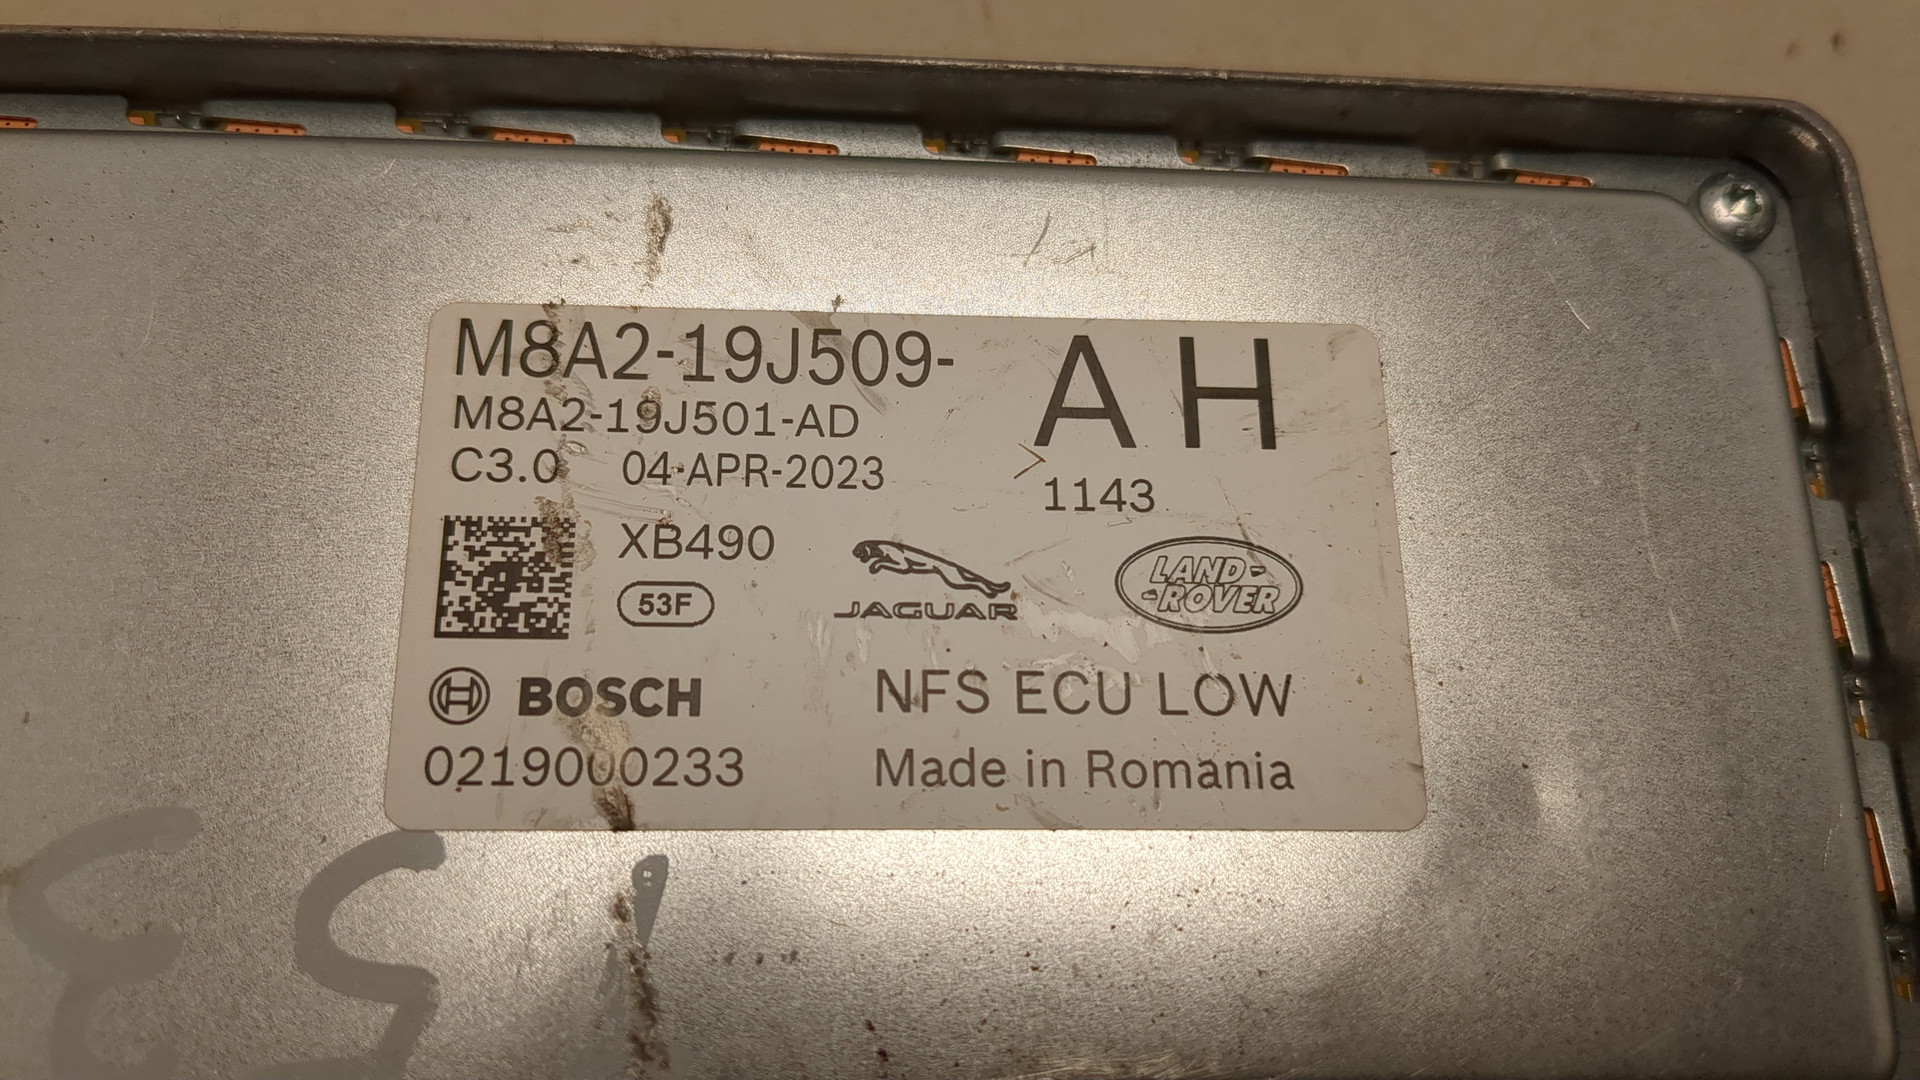 M8A2-19J509- AH
M8A2-19J501-AD
C3.0 04-APR-2023
1143
XB490
53F
JAGUAR
LAND-
-ROVER
BOSCH
NFS ECU LOW
0219000233
Made in Romania